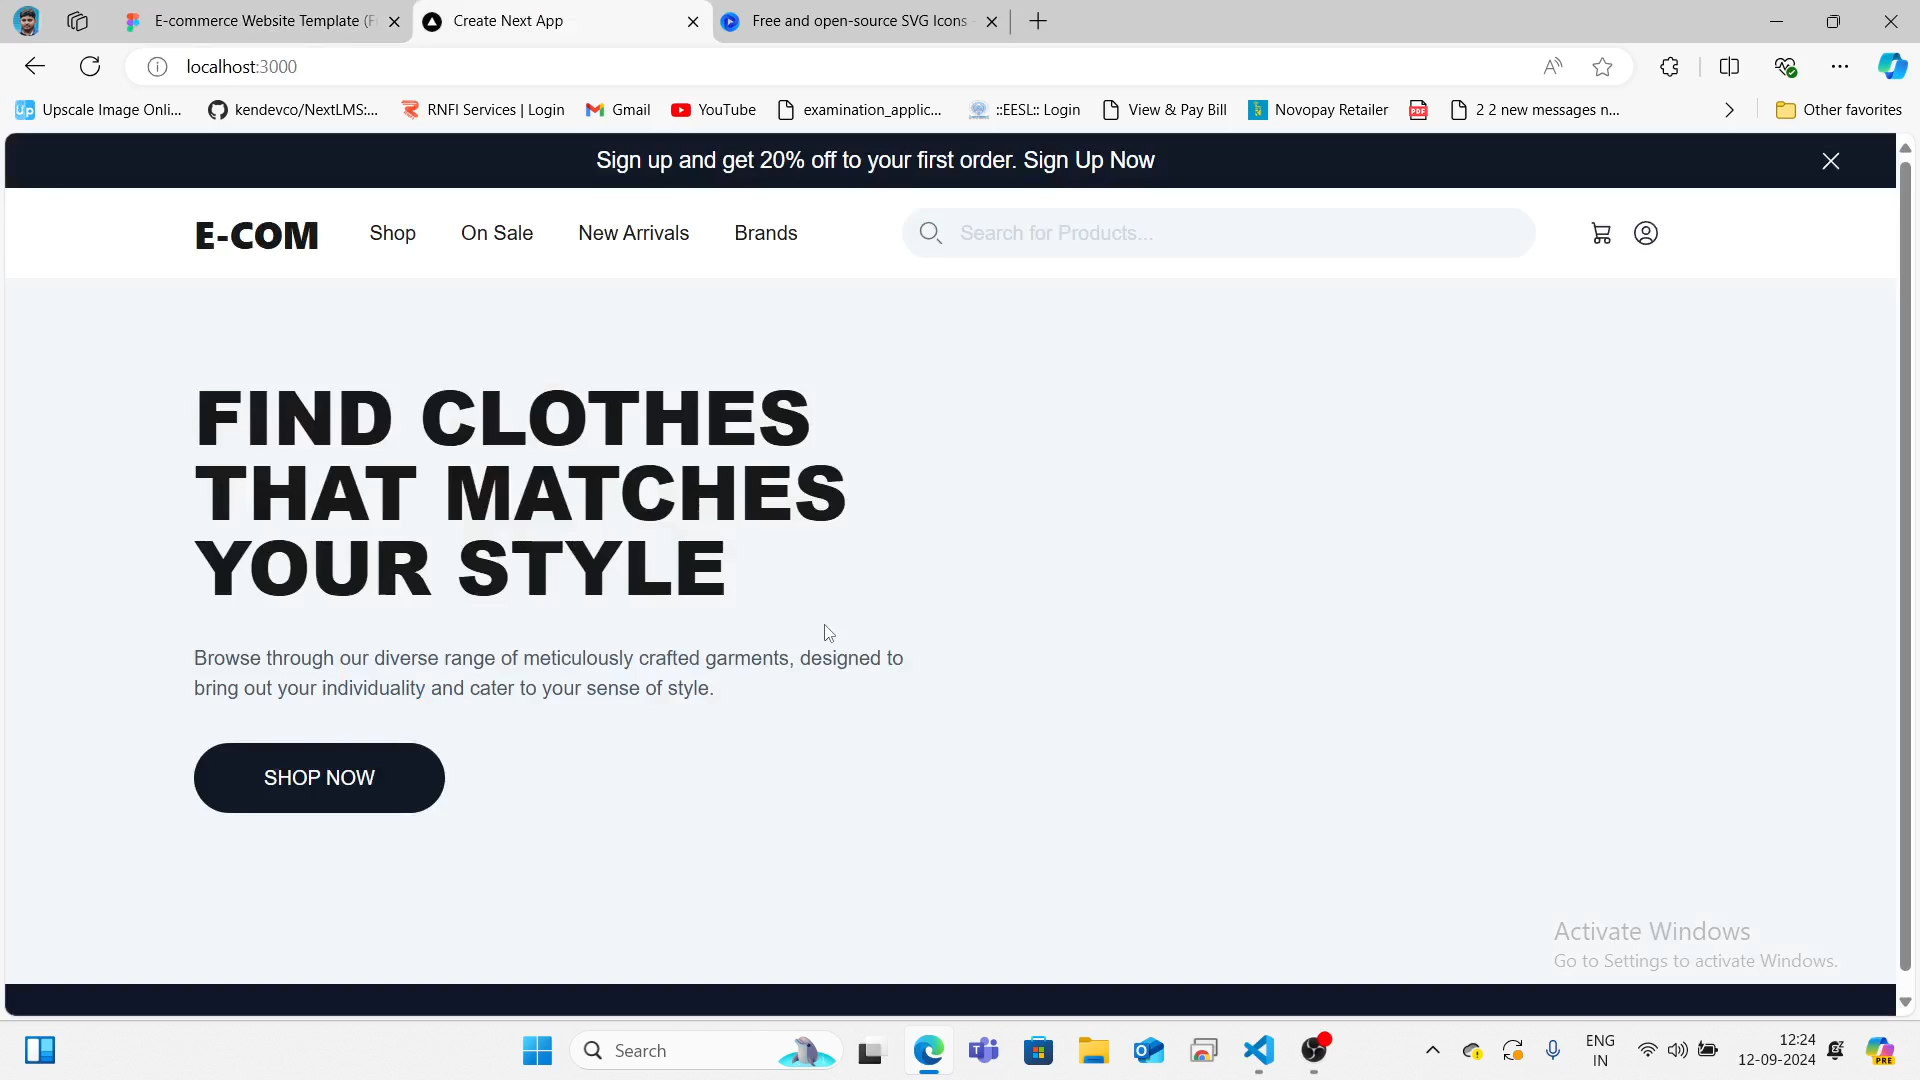 E-commerce Website Template (F
Create Next App
Free and open-source SVG Icons
localhost:3000
Upscale Image Onli...
kendevco/NextLMS:...
RNFI Services | Login
Gmail
YouTube
examination_applic...
::EESL:: Login
View & Pay Bill
Novopay Retailer
PDF
2 2 new messages n...
Other favorites
Sign up and get 20% off to your first order. Sign Up Now
E-COM
Shop
On Sale
New Arrivals
Brands
Search for Products...
FIND CLOTHES
THAT MATCHES
YOUR STYLE
Browse through our diverse range of meticulously crafted garments, designed to
bring out your individuality and cater to your sense of style.
SHOP NOW
Activate Windows
Go to Settings to activate Windows.
Search
ENG
IN
12:24
12-09-2024
PRE